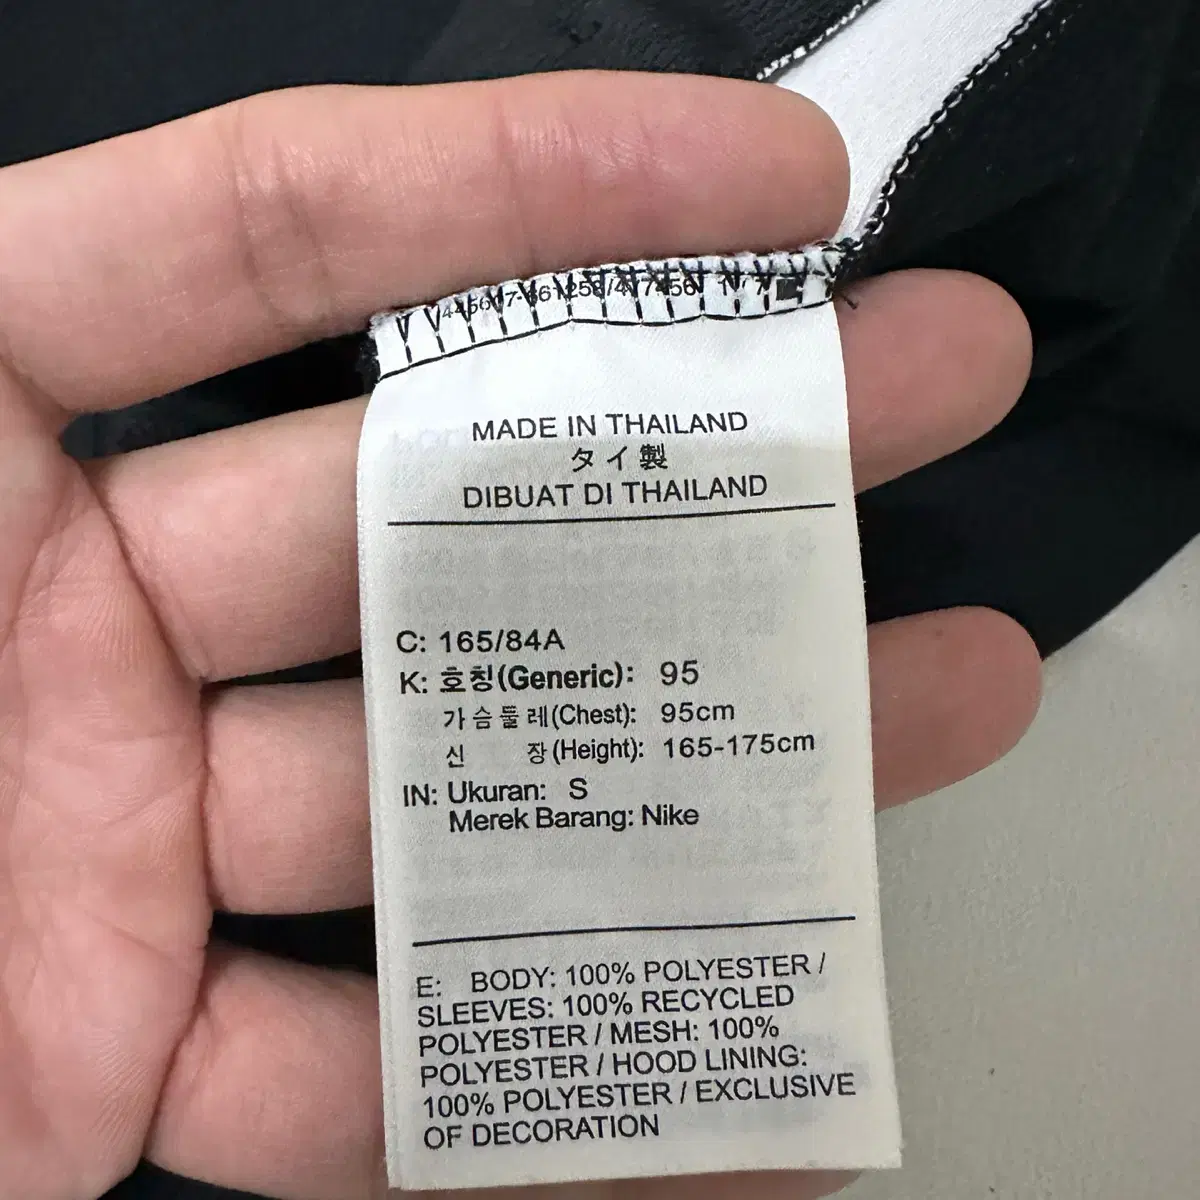 MADE IN THAILAND
タイ製
DIBUAT DI THAILAND
C: 165/84A
K: 호칭(Generic): 95
가슴둘레(Chest): 95cm
신 장(Height): 165-175cm
IN: Ukuran: S
Merek Barang: Nike
E: BODY: 100% POLYESTER /
SLEEVES: 100% RECYCLED
POLYESTER / MESH: 100%
POLYESTER / HOOD LINING:
100% POLYESTER / EXCLUSIVE
OF DECORATION